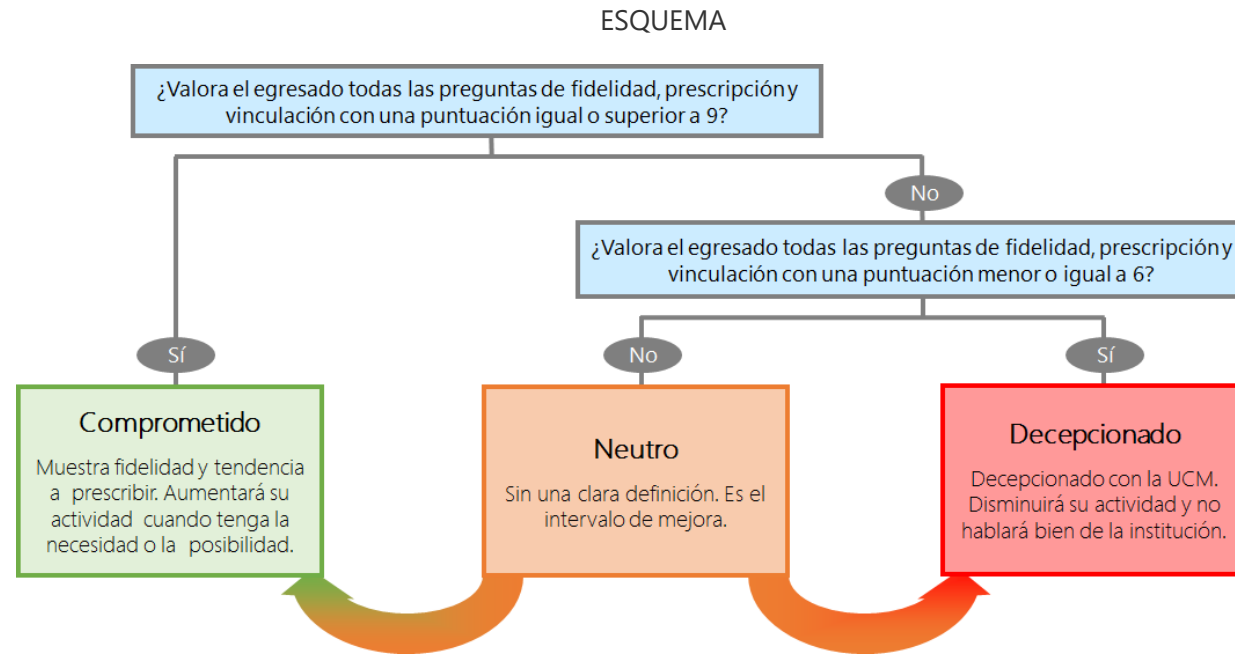 ESQUEMA
¿Valora el egresado todas las preguntas de fidelidad, prescripción y
vinculación con una puntuación igual o superior a 9?
No
¿Valora el egresado todas las preguntas de fidelidad, prescripción y
vinculación con una puntuación menor o igual a 6?
Sí
No
Sí
Comprometido
Muestra fidelidad y tendencia
a prescribir. Aumentará su
actividad cuando tenga la
necesidad o la posibilidad.
Neutro
Sin una clara definición. Es el
intervalo de mejora.
Decepcionado
Decepcionado con la UCM.
Disminuirá su actividad y no
hablará bien de la institución.